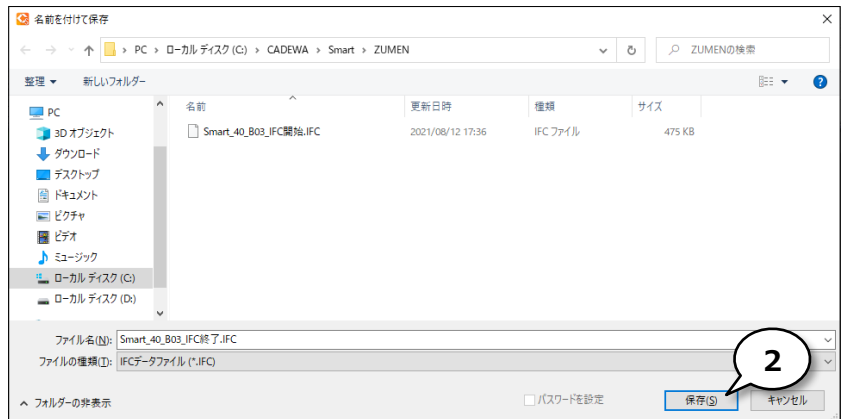 名前を付けて保存
PC › ローカル ディスク (C:) › CADEWA › Smart › ZUMEN
ZUMENの検索
整理 新しいフォルダー
名前 更新日時 種類 サイズ
Smart_40_B03_IFC開始.IFC 2021/08/12 17:36 IFC ファイル 475 KB
PC
3D オブジェクト
ダウンロード
デスクトップ
ドキュメント
ピクチャ
ビデオ
ミュージック
ローカル ディスク (C:)
ローカル ディスク (D:)
ファイル名(N): Smart_40_B03_IFC終了.IFC
ファイルの種類(T): IFCデータファイル (*.IFC)
2
フォルダーの非表示
パスワードを設定
保存(S)
キャンセル